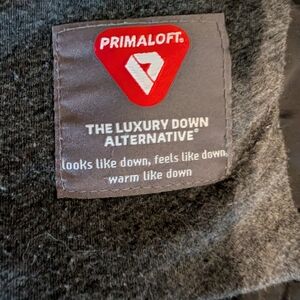 PRIMALOFT®
THE LUXURY DOWN
ALTERNATIVE®
looks like down, feels like down,
warm like down